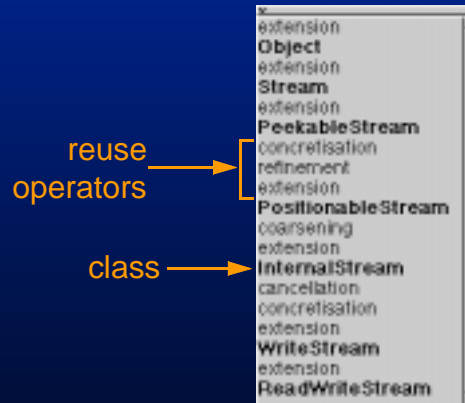 extension
Object
extension
Stream
extension
PeekableStream
reuse
operators
concretisation
refinement
extension
PositionableStream
coarsening
extension
class
InternalStream
cancellation
concretisation
extension
WriteStream
extension
ReadWriteStream